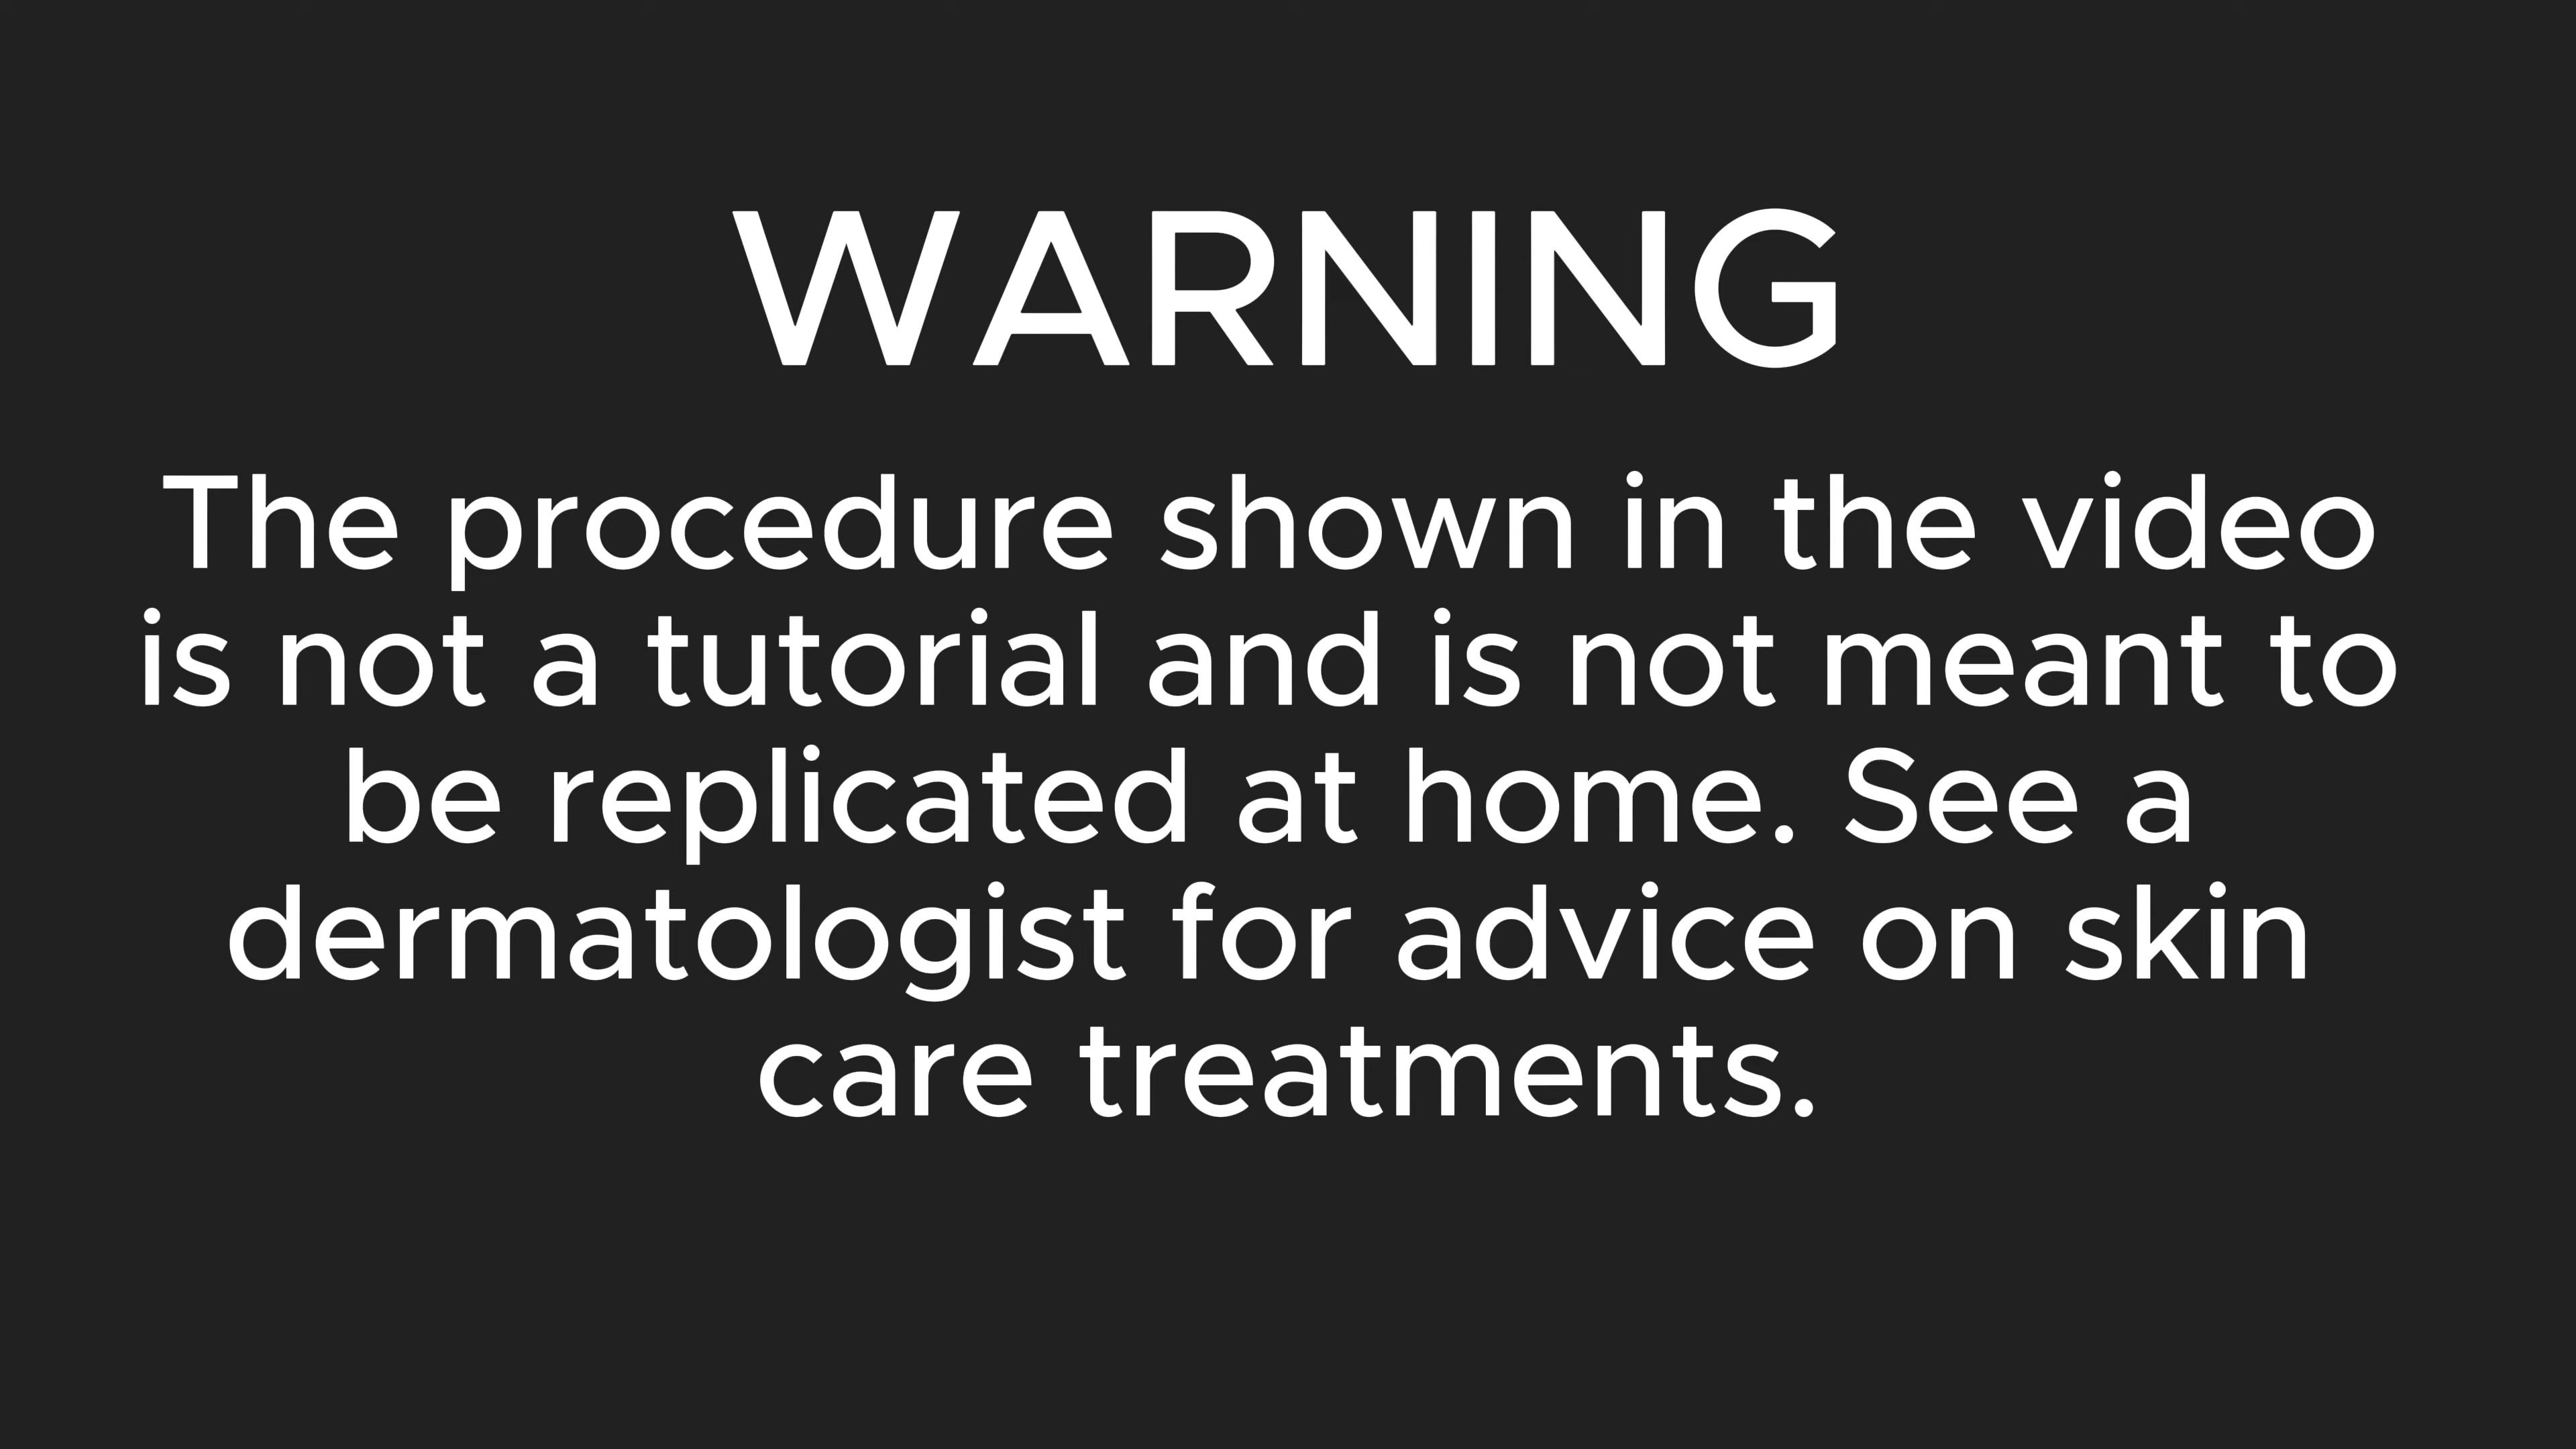 WARNING
The procedure shown in the video
is not a tutorial and is not meant to
be replicated at home. See a
dermatologist for advice on skin
care treatments.